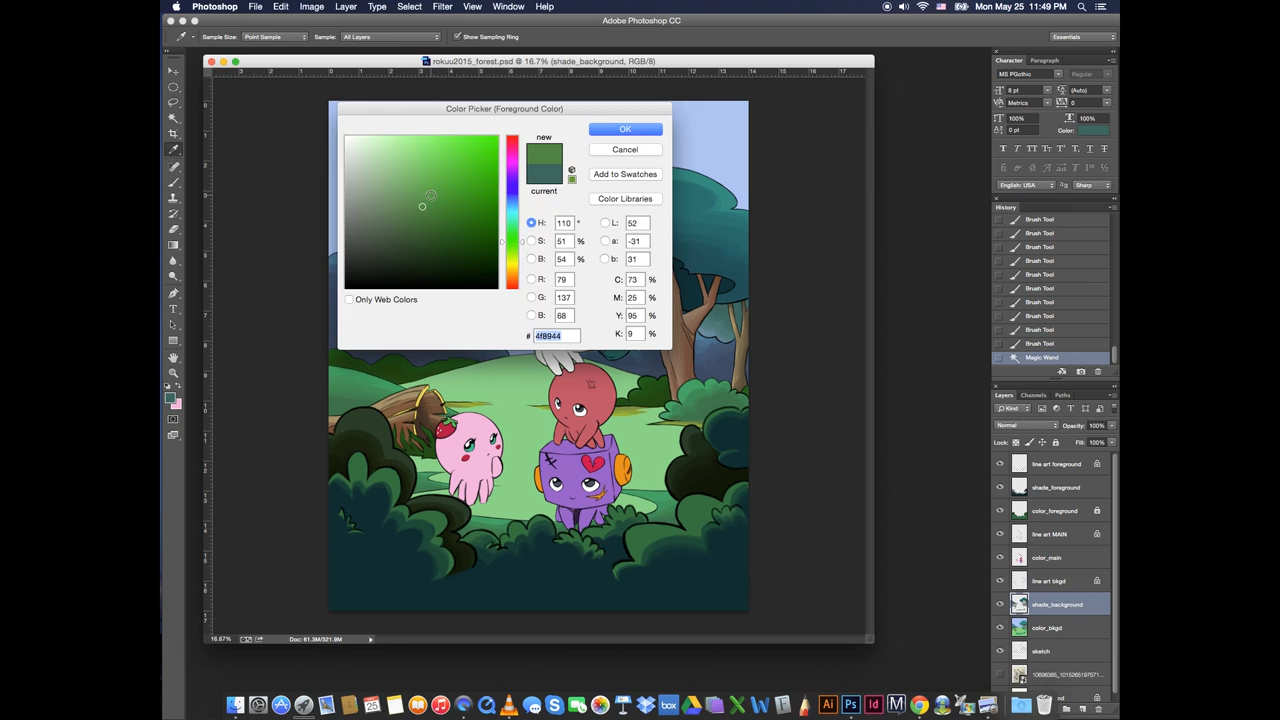 Photoshop File Edit Image Layer Type Select Filter View Window Help Mon May 25 11:49 PM
Adobe Photoshop CC
Sample Size: Point Sample Sample: All Layers Show Sampling Ring Essentials
rokuu2015_forest.psd @ 16.7% (shade_background, RGB/8)
Color Picker (Foreground Color)
new
current
OK
Cancel
Add to Swatches
Color Libraries
H: 110 ° L: 52
S: 51 % a: -31
B: 54 % b: 31
R: 79 C: 73 %
G: 137 M: 25 %
B: 68 Y: 95 %
# 4f8944 K: 9 %
Only Web Colors
16.67% Doc: 61.3M/321.9M
Character Paragraph
MS PGothic Regular
8 pt (Auto)
Metrics 0
100% 100%
0 pt Color:
English: USA Sharp
History
Brush Tool
Brush Tool
Brush Tool
Brush Tool
Brush Tool
Brush Tool
Brush Tool
Brush Tool
Brush Tool
Brush Tool
Magic Wand
Layers Channels Paths
Kind
Normal Opacity: 100%
Lock: Fill: 100%
line art foreground
shade_foreground
color_foreground
line art MAIN
color_main
line art bkgd
shade_background
color_bkgd
sketch